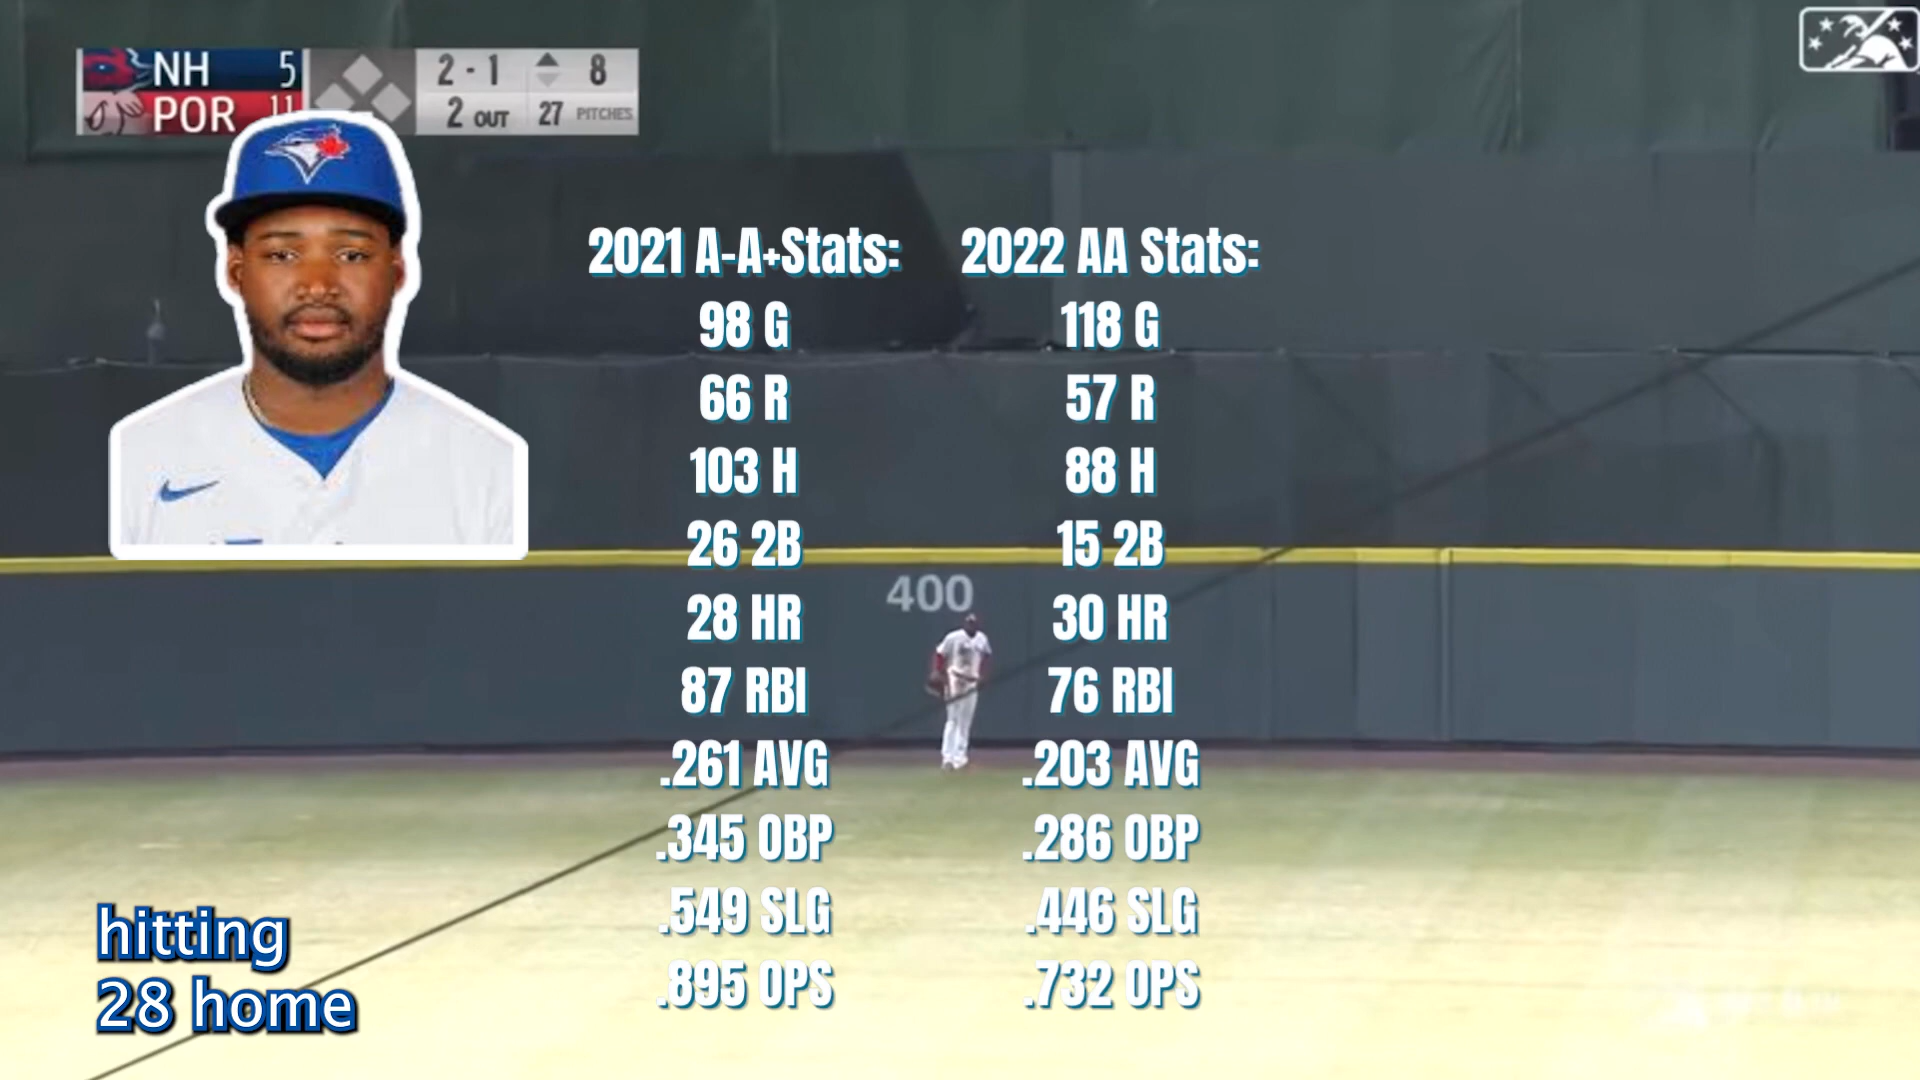 NH 5 2 - 1 8
POR 11 2 OUT 27 PITCHES
2021 A-A+Stats: 2022 AA Stats:
98 G 118 G
66 R 57 R
103 H 88 H
26 2B 15 2B
400
28 HR 30 HR
87 RBI 76 RBI
.261 AVG .203 AVG
.345 OBP .286 OBP
.549 SLG .446 SLG
.895 OPS .732 OPS
hitting
28 home